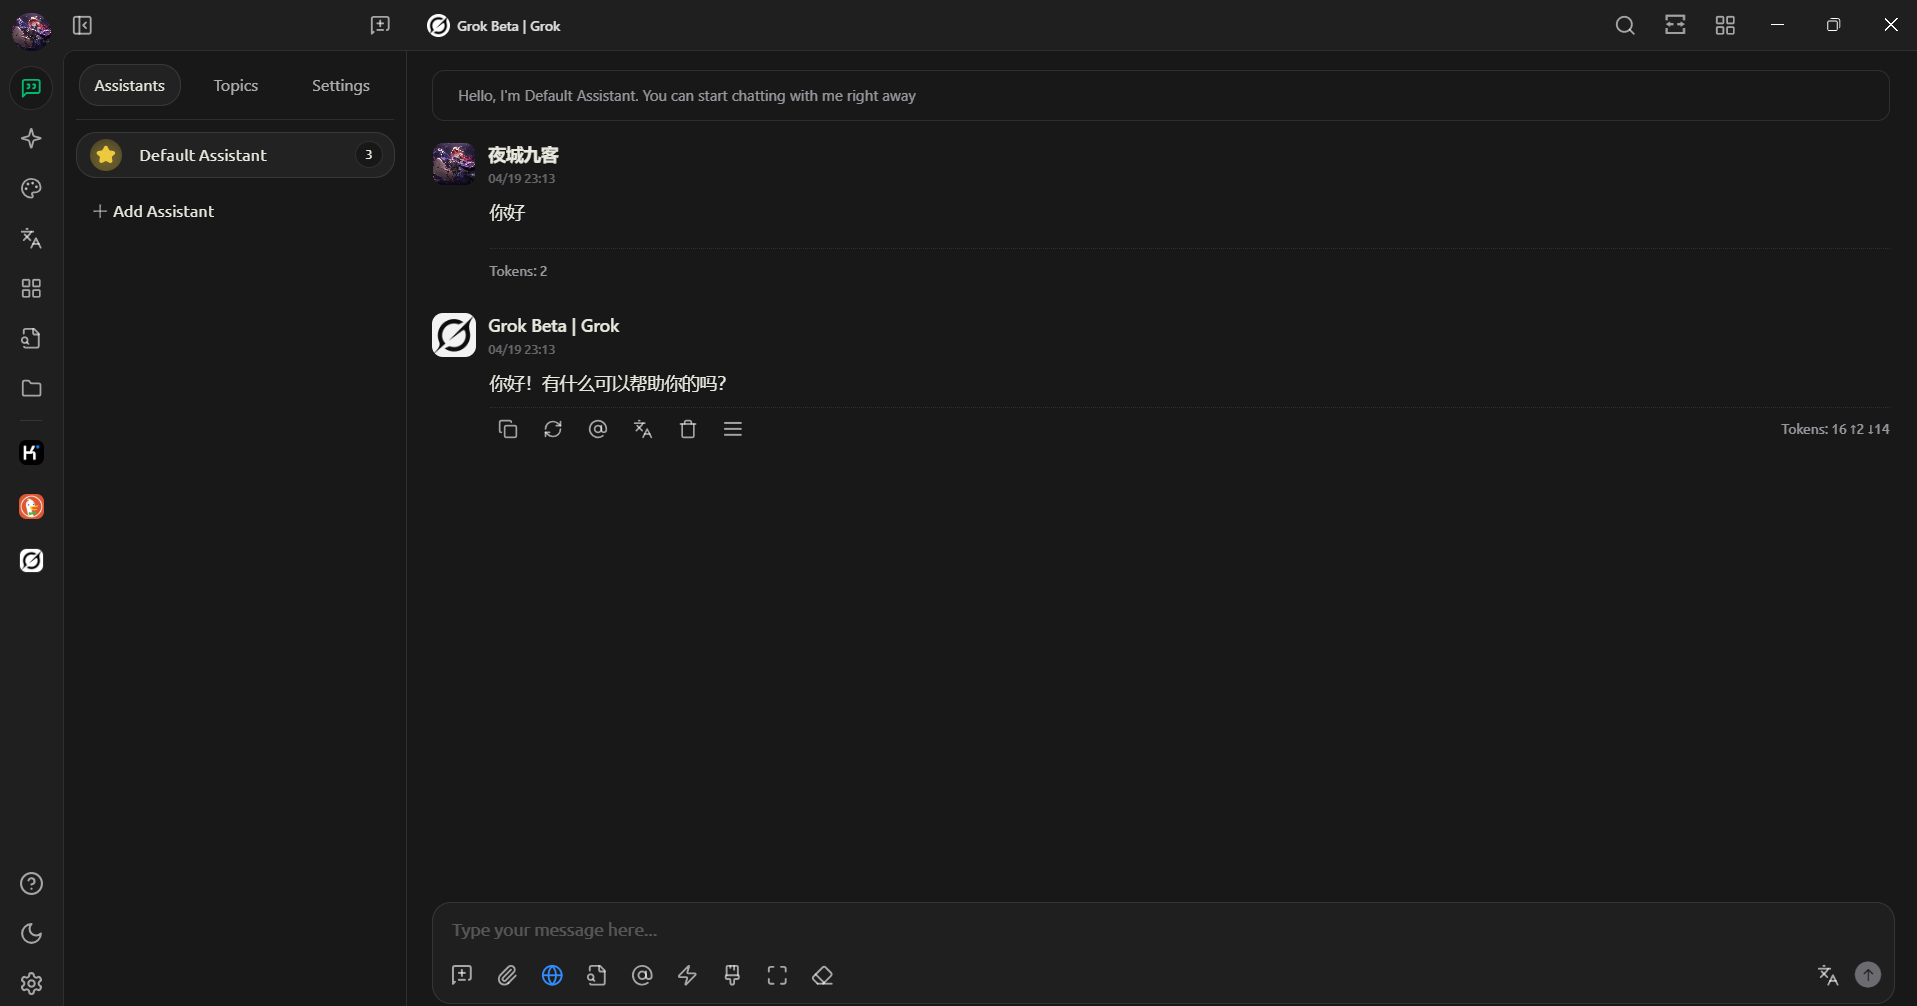 Grok Beta | Grok
Assistants
Topics
Settings
Default Assistant
3
Add Assistant
Hello, I'm Default Assistant. You can start chatting with me right away
夜城九客
04/19 23:13
你好
Tokens: 2
Grok Beta | Grok
04/19 23:13
你好！有什么可以帮助你的吗？
Tokens: 16 ↑2 ↓14
Type your message here...